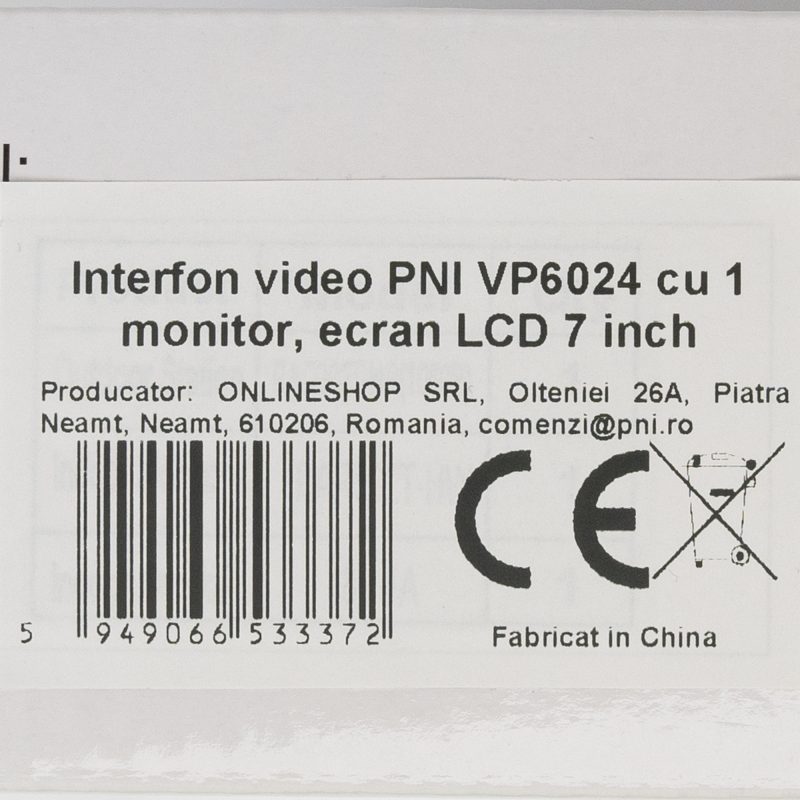 Interfon video PNI VP6024 cu 1
monitor, ecran LCD 7 inch
Producator: ONLINESHOP SRL, Olteniei 26A, Piatra
Neamt, Neamt, 610206, Romania, comenzi@pni.ro
CE
5 949066 533372
Fabricat in China